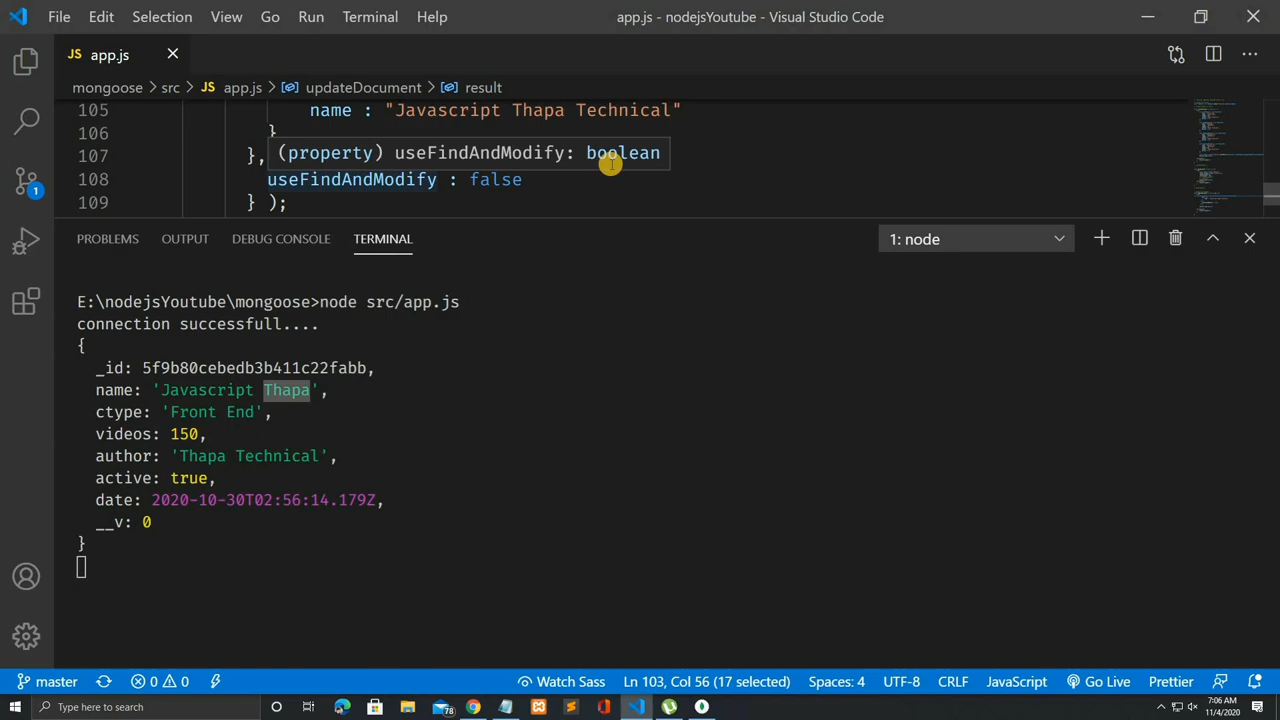 File Edit Selection View Go Run Terminal Help
app.js - nodejsYoutube - Visual Studio Code
JS app.js
mongoose > src > JS app.js > updateDocument > result
105 name : "Javascript Thapa Technical"
106 }
107 }, (property) useFindAndModify: boolean
108 useFindAndModify : false
109 } );
PROBLEMS OUTPUT DEBUG CONSOLE TERMINAL 1: node
E:\nodejsYoutube\mongoose>node src/app.js
connection successfull....
{
_id: 5f9b80cebedb3b411c22fabb,
name: 'Javascript Thapa',
ctype: 'Front End',
videos: 150,
author: 'Thapa Technical',
active: true,
date: 2020-10-30T02:56:14.179Z,
__v: 0
}
1
master 0 0 Watch Sass Ln 103, Col 56 (17 selected) Spaces: 4 UTF-8 CRLF JavaScript Go Live Prettier
Type here to search 78 7:06 AM
11/4/2020